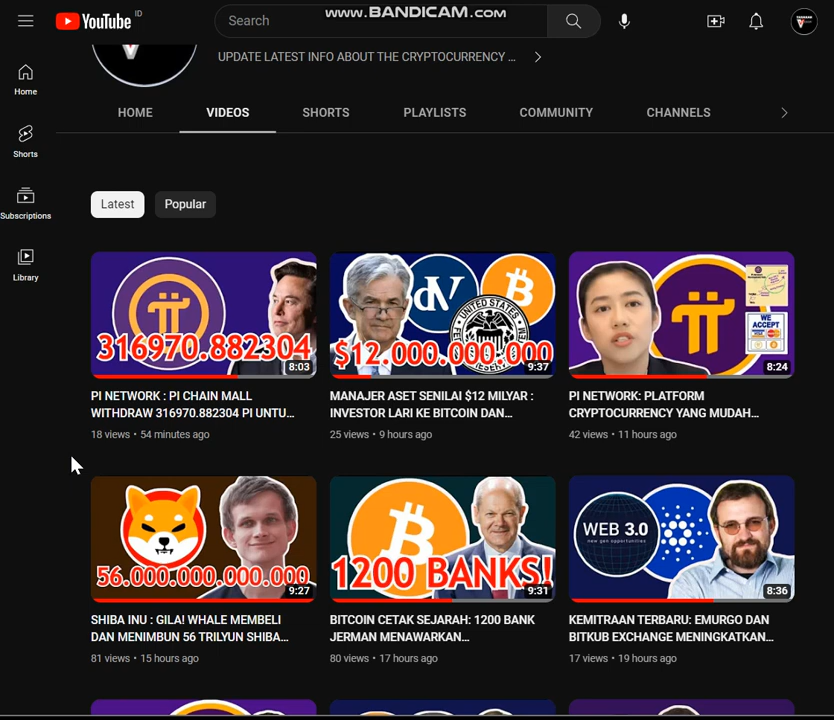 www.BANDICAM.com
YouTube ID
Search
UPDATE LATEST INFO ABOUT THE CRYPTOCURRENCY ...
HOME VIDEOS SHORTS PLAYLISTS COMMUNITY CHANNELS
Home
Shorts
Subscriptions
Library
Latest Popular
316970.882304
8:03
PI NETWORK : PI CHAIN MALL
WITHDRAW 316970.882304 PI UNTU...
18 views • 54 minutes ago
dV
UNITED STATES
$12.000.000.000
9:37
MANAJER ASET SENILAI $12 MILYAR :
INVESTOR LARI KE BITCOIN DAN...
25 views • 9 hours ago
WE
ACCEPT
8:24
PI NETWORK: PLATFORM
CRYPTOCURRENCY YANG MUDAH...
42 views • 11 hours ago
56.000.000.000.000
9:27
SHIBA INU : GILA! WHALE MEMBELI
DAN MENIMBUN 56 TRILYUN SHIBA...
81 views • 15 hours ago
1200 BANKS!
9:31
BITCOIN CETAK SEJARAH: 1200 BANK
JERMAN MENAWARKAN...
80 views • 17 hours ago
WEB 3.0
new gen opportunities
8:36
KEMITRAAN TERBARU: EMURGO DAN
BITKUB EXCHANGE MENINGKATKAN...
17 views • 19 hours ago